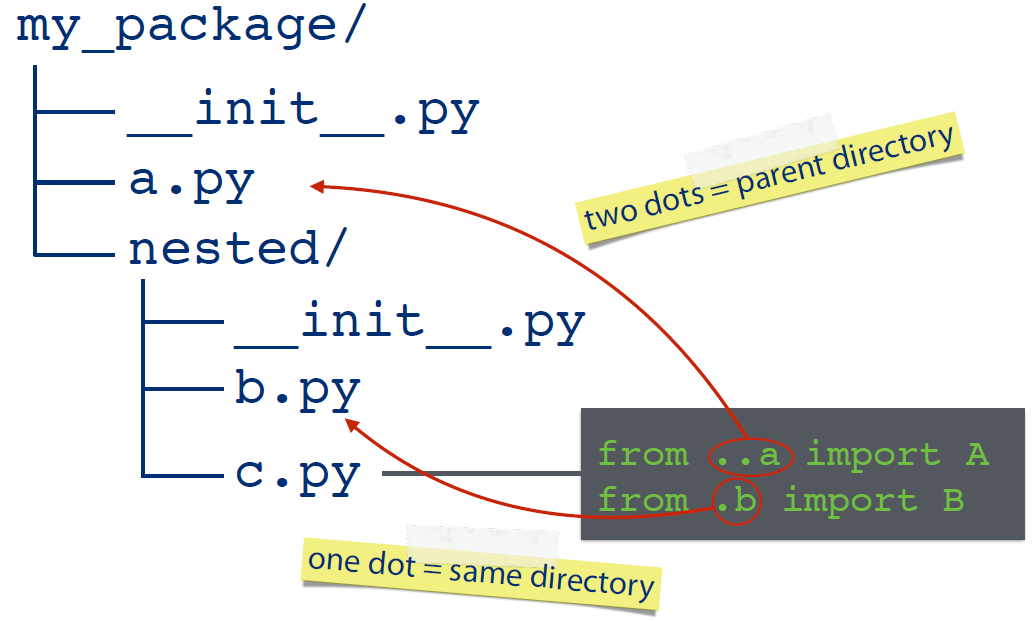 my_package/
__init__.py
a.py
two dots = parent directory
nested/
__init__.py
b.py
c.py
from ..a import A
from .b import B
one dot = same directory